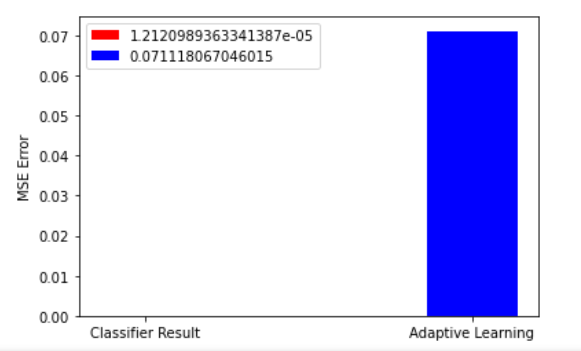 1.2120989363341387e-05
0.071118067046015
0.07
0.06
0.05
0.04
0.03
0.02
0.01
0.00
MSE Error
Classifier Result
Adaptive Learning